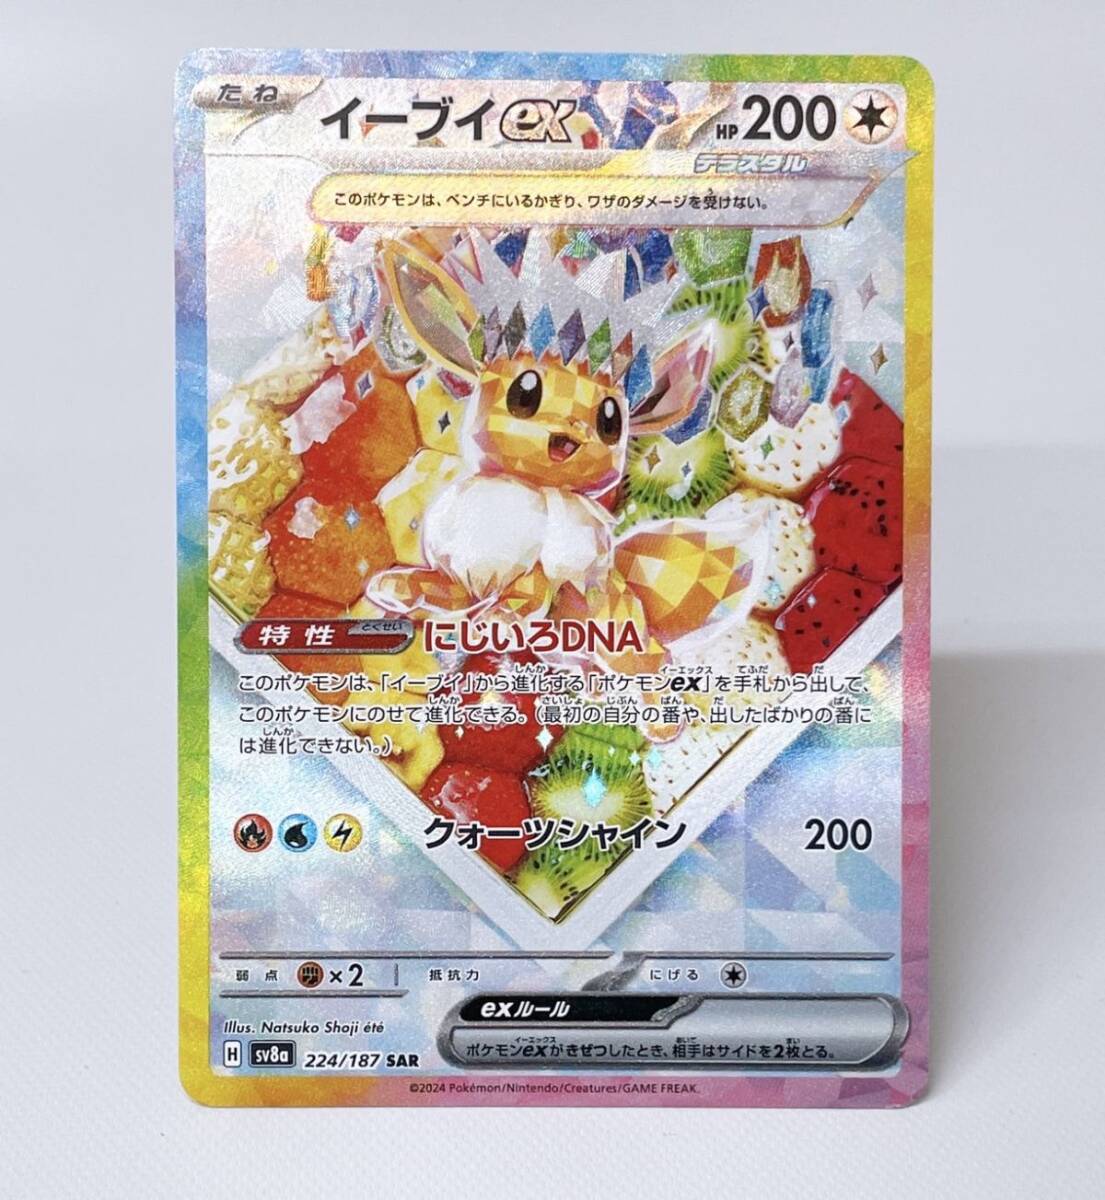 たね イーブイex HP200
テラスタル
このポケモンは、ベンチにいるかぎり、ワザのダメージを受けない。
特性 とくせい にじいろDNA
このポケモンは、「イーブイ」から進化する「ポケモンex」を手札から出して、
このポケモンにのせて進化できる。（最初の自分の番や、出したばかりの番に
は進化できない。）
クォーツシャイン 200
弱点 ×2 抵抗力 にげる
exルール
ポケモンexがきぜつしたとき、相手はサイドを2枚とる。
Illus. Natsuko Shoji été
H sv8a 224/187 SAR
©2024 Pokémon/Nintendo/Creatures/GAME FREAK.